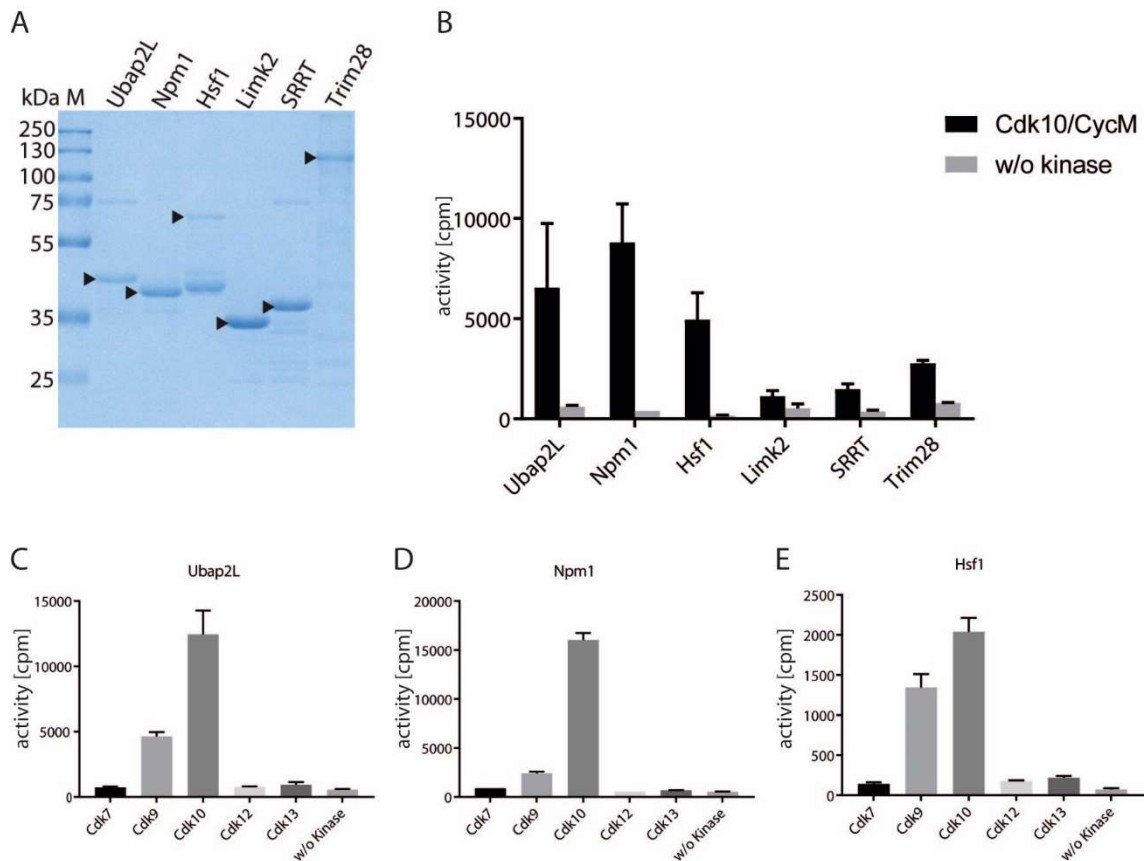 A
kDa M Ubap2L Npm1 Hsf1 Limk2 SRRT Trim28
250
130
100
75
55
35
25
B
activity [cpm]
15000
10000
5000
0
Ubap2L Npm1 Hsf1 Limk2 SRRT Trim28
Cdk10/CycM
w/o kinase
C
Ubap2L
activity [cpm]
15000
10000
5000
0
Cdk7 Cdk9 Cdk10 Cdk12 Cdk13 w/o Kinase
D
Npm1
activity [cpm]
20000
15000
10000
5000
0
Cdk7 Cdk9 Cdk10 Cdk12 Cdk13 w/o Kinase
E
Hsf1
activity [cpm]
2500
2000
1500
1000
500
0
Cdk7 Cdk9 Cdk10 Cdk12 Cdk13 w/o Kinase